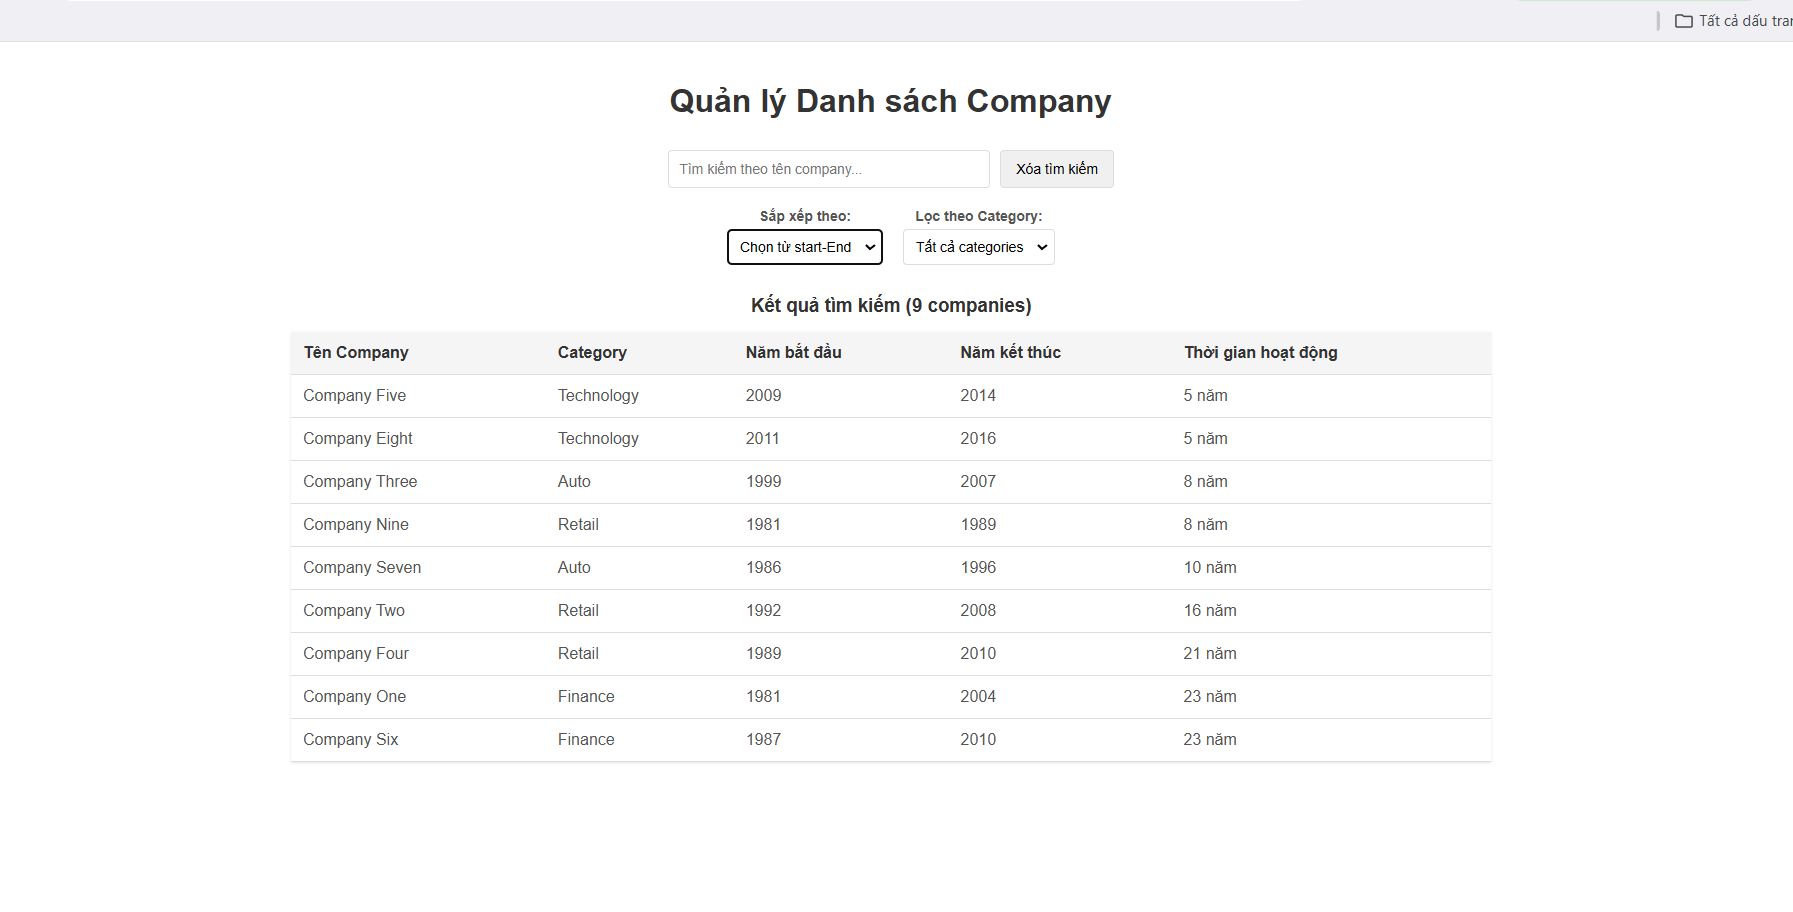 Tất cả dấu
Quản lý Danh sách Company
Tìm kiếm theo tên company... Xóa tìm kiếm
Sắp xếp theo: Lọc theo Category:
Chọn từ start-End Tất cả categories
Kết quả tìm kiếm (9 companies)
Tên Company Category Năm bắt đầu Năm kết thúc Thời gian hoạt động
Company Five Technology 2009 2014 5 năm
Company Eight Technology 2011 2016 5 năm
Company Three Auto 1999 2007 8 năm
Company Nine Retail 1981 1989 8 năm
Company Seven Auto 1986 1996 10 năm
Company Two Retail 1992 2008 16 năm
Company Four Retail 1989 2010 21 năm
Company One Finance 1981 2004 23 năm
Company Six Finance 1987 2010 23 năm